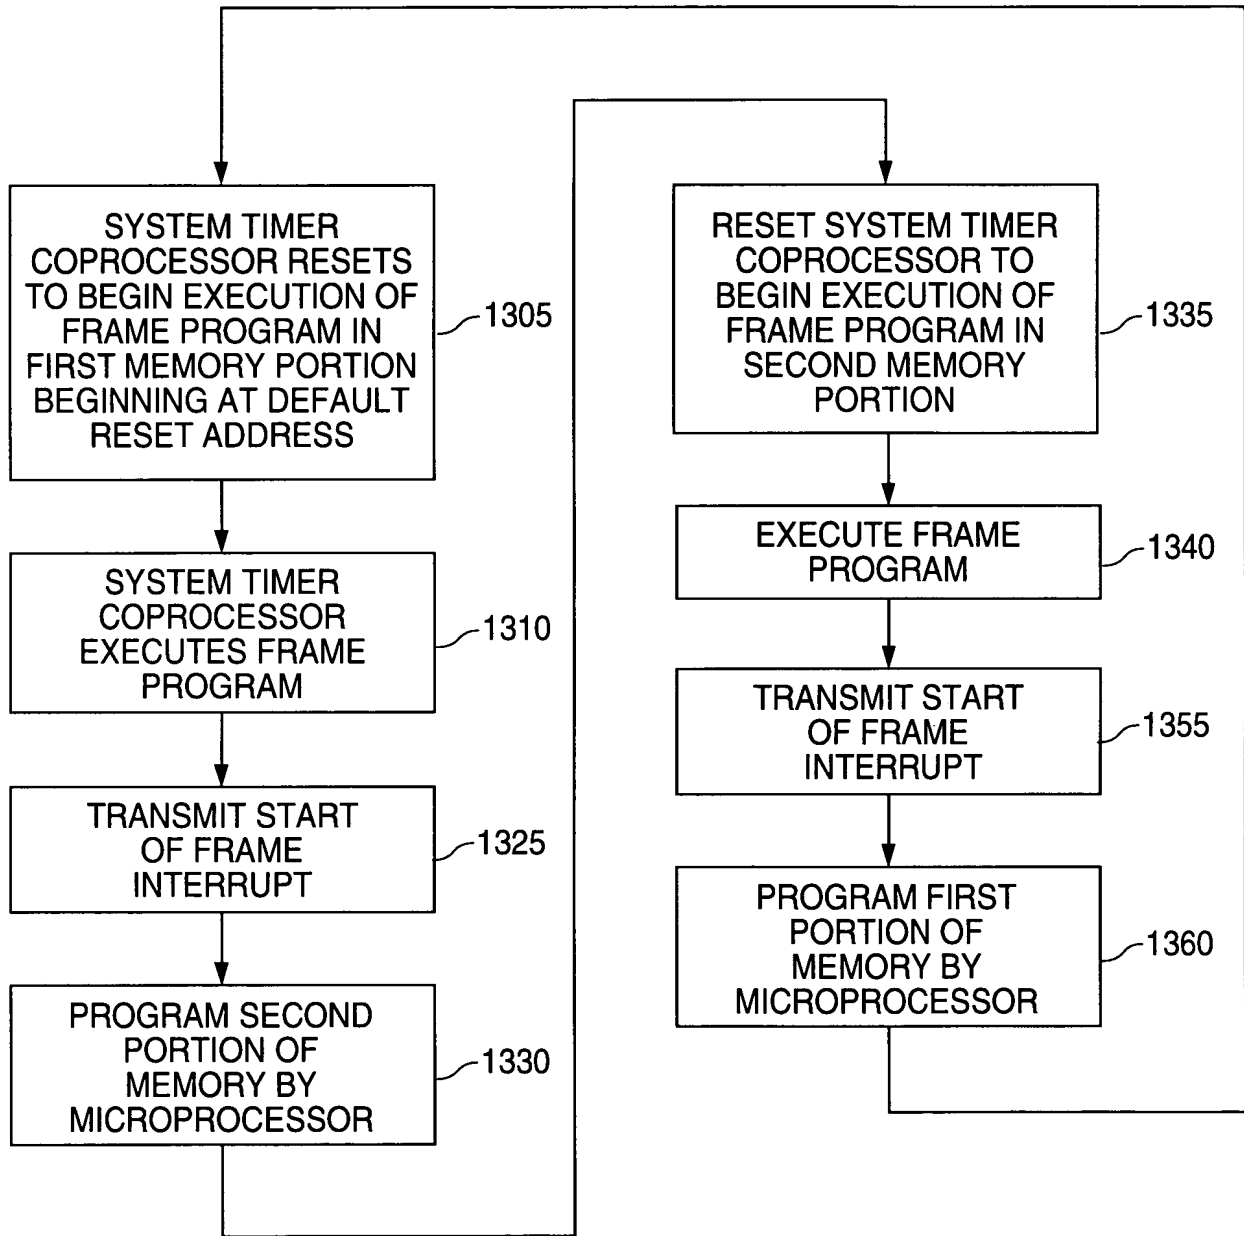 SYSTEM TIMER
COPROCESSOR RESETS
TO BEGIN EXECUTION OF
FRAME PROGRAM IN
FIRST MEMORY PORTION
BEGINNING AT DEFAULT
RESET ADDRESS
1305
SYSTEM TIMER
COPROCESSOR
EXECUTES FRAME
PROGRAM
1310
TRANSMIT START
OF FRAME
INTERRUPT
1325
PROGRAM SECOND
PORTION OF
MEMORY BY
MICROPROCESSOR
1330
RESET SYSTEM TIMER
COPROCESSOR TO
BEGIN EXECUTION OF
FRAME PROGRAM IN
SECOND MEMORY
PORTION
1335
EXECUTE FRAME
PROGRAM
1340
TRANSMIT START
OF FRAME
INTERRUPT
1355
PROGRAM FIRST
PORTION OF
MEMORY BY
MICROPROCESSOR
1360